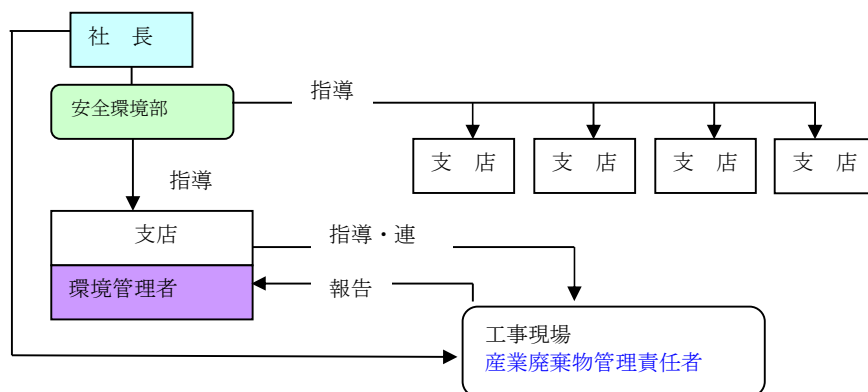 社　長
安全環境部
指導
支　店
支　店
支　店
支　店
指導
支店
指導・連
環境管理者
報告
工事現場
産業廃棄物管理責任者